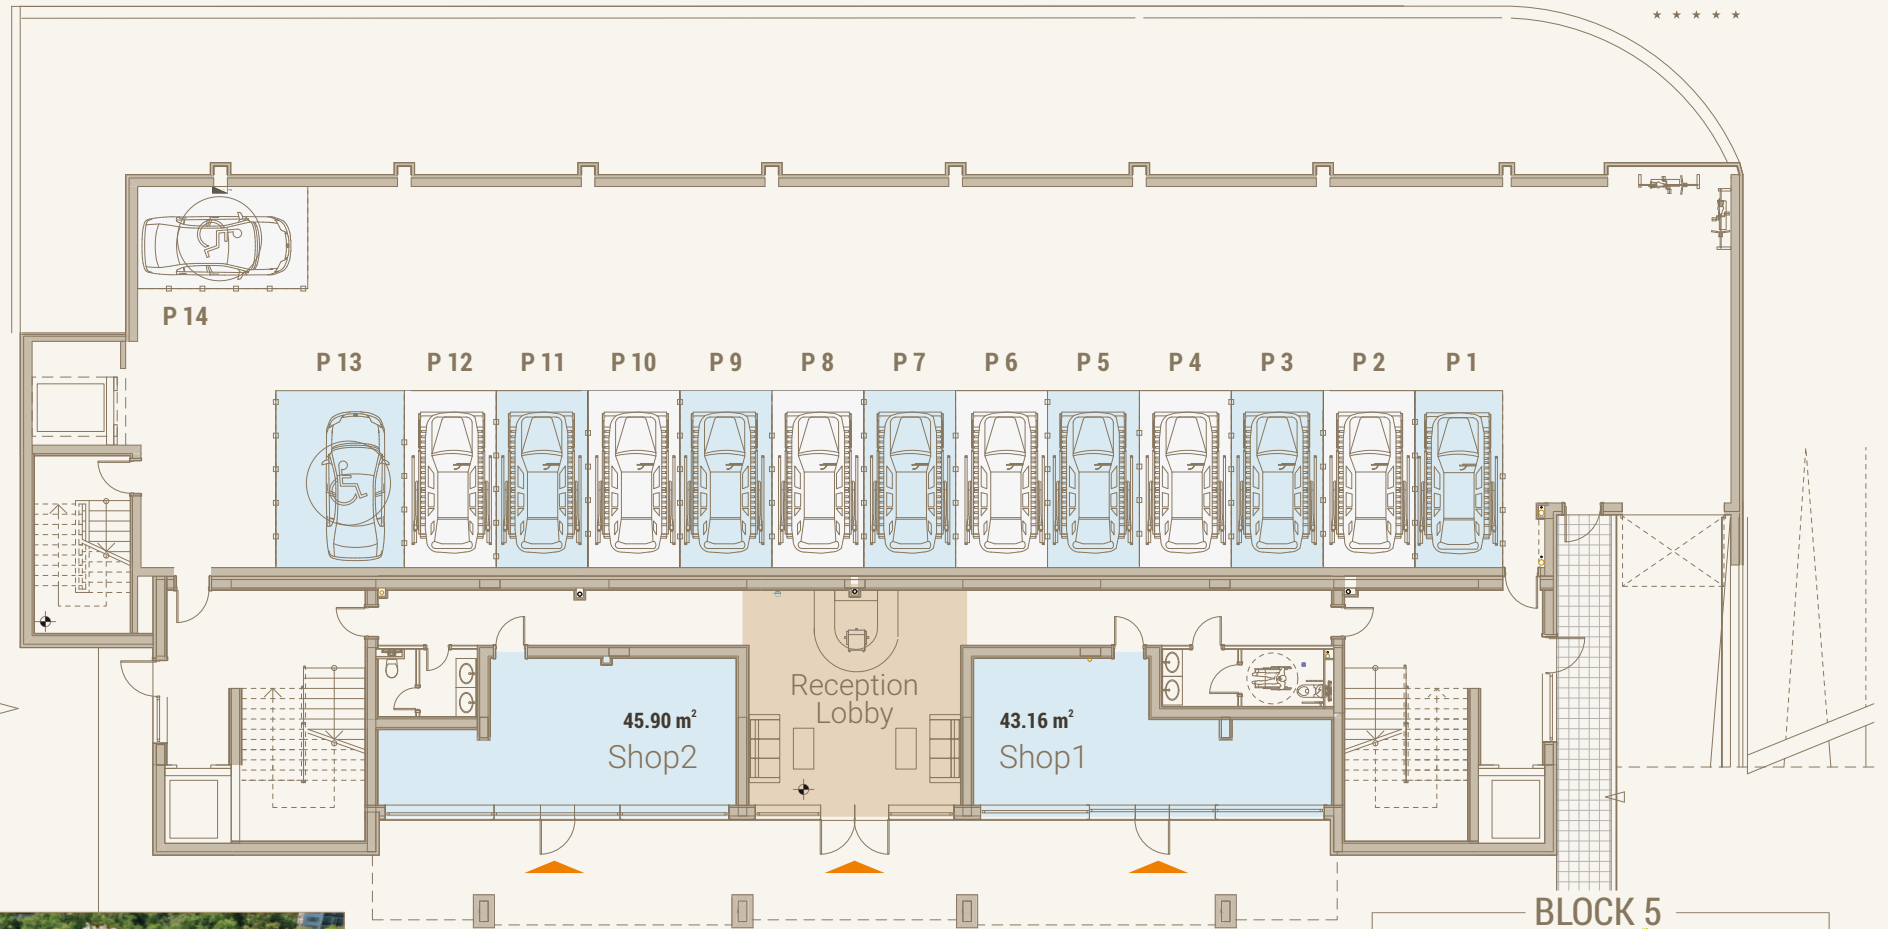 ★ ★ ★ ★ ★
P 14
P 13 P 12 P 11 P 10 P 9 P 8 P 7 P 6 P 5 P 4 P 3 P 2 P 1
Reception
Lobby
45.90 m²
Shop2
43.16 m²
Shop1
BLOCK 5